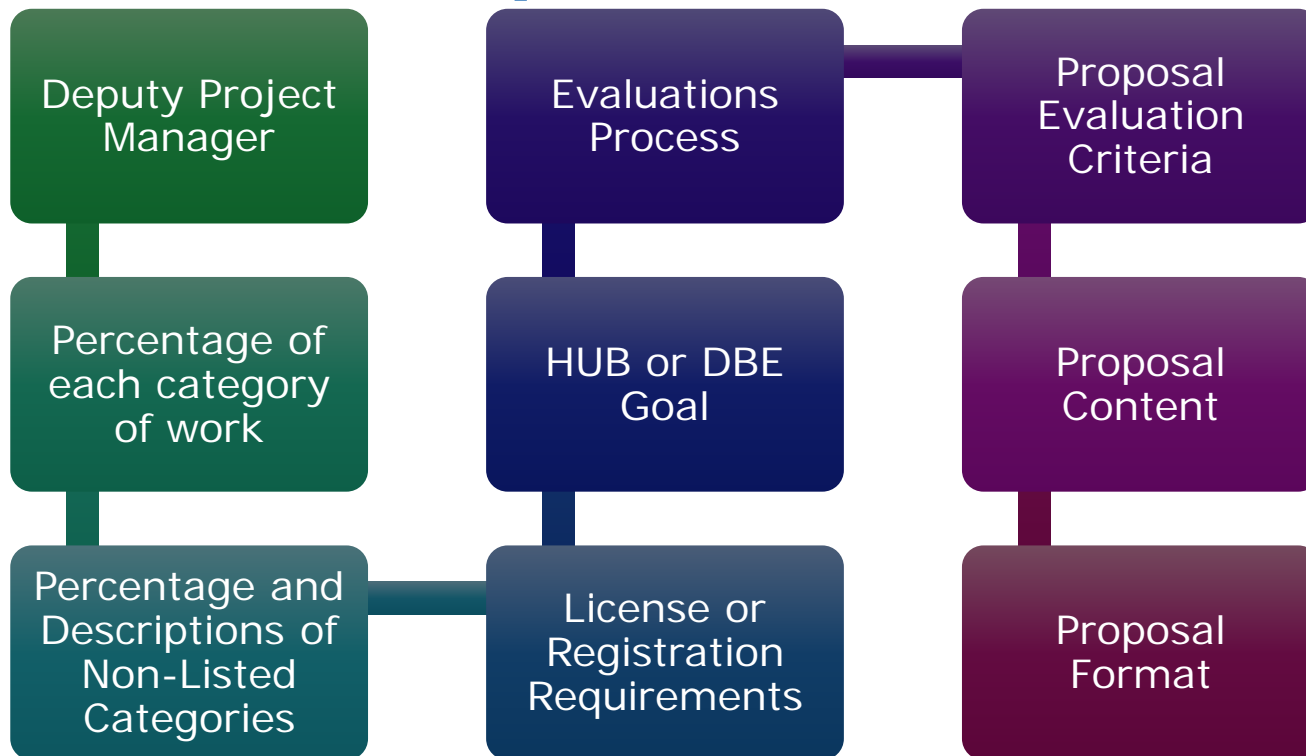 Deputy Project
Manager
Percentage of
each category
of work
Percentage and
Descriptions of
Non-Listed
Categories
License or
Registration
Requirements
HUB or DBE
Goal
Evaluations
Process
Proposal
Evaluation
Criteria
Proposal
Content
Proposal
Format